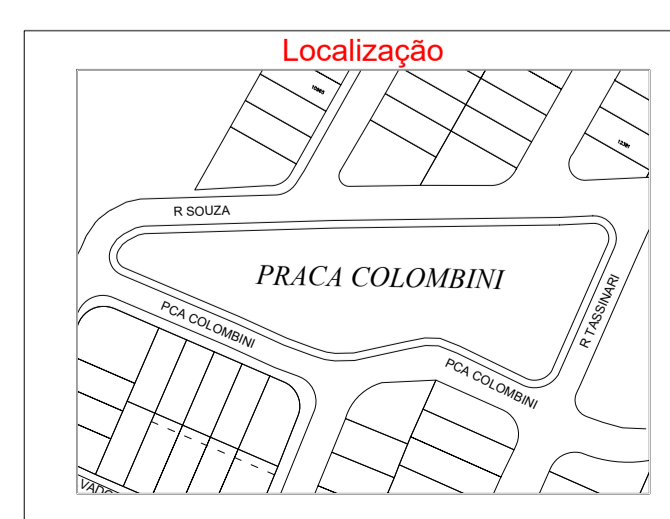 Localização
R SOUZA
PRACA COLOMBINI
PCA COLOMBINI
R TASSINARI
PCA COLOMBINI